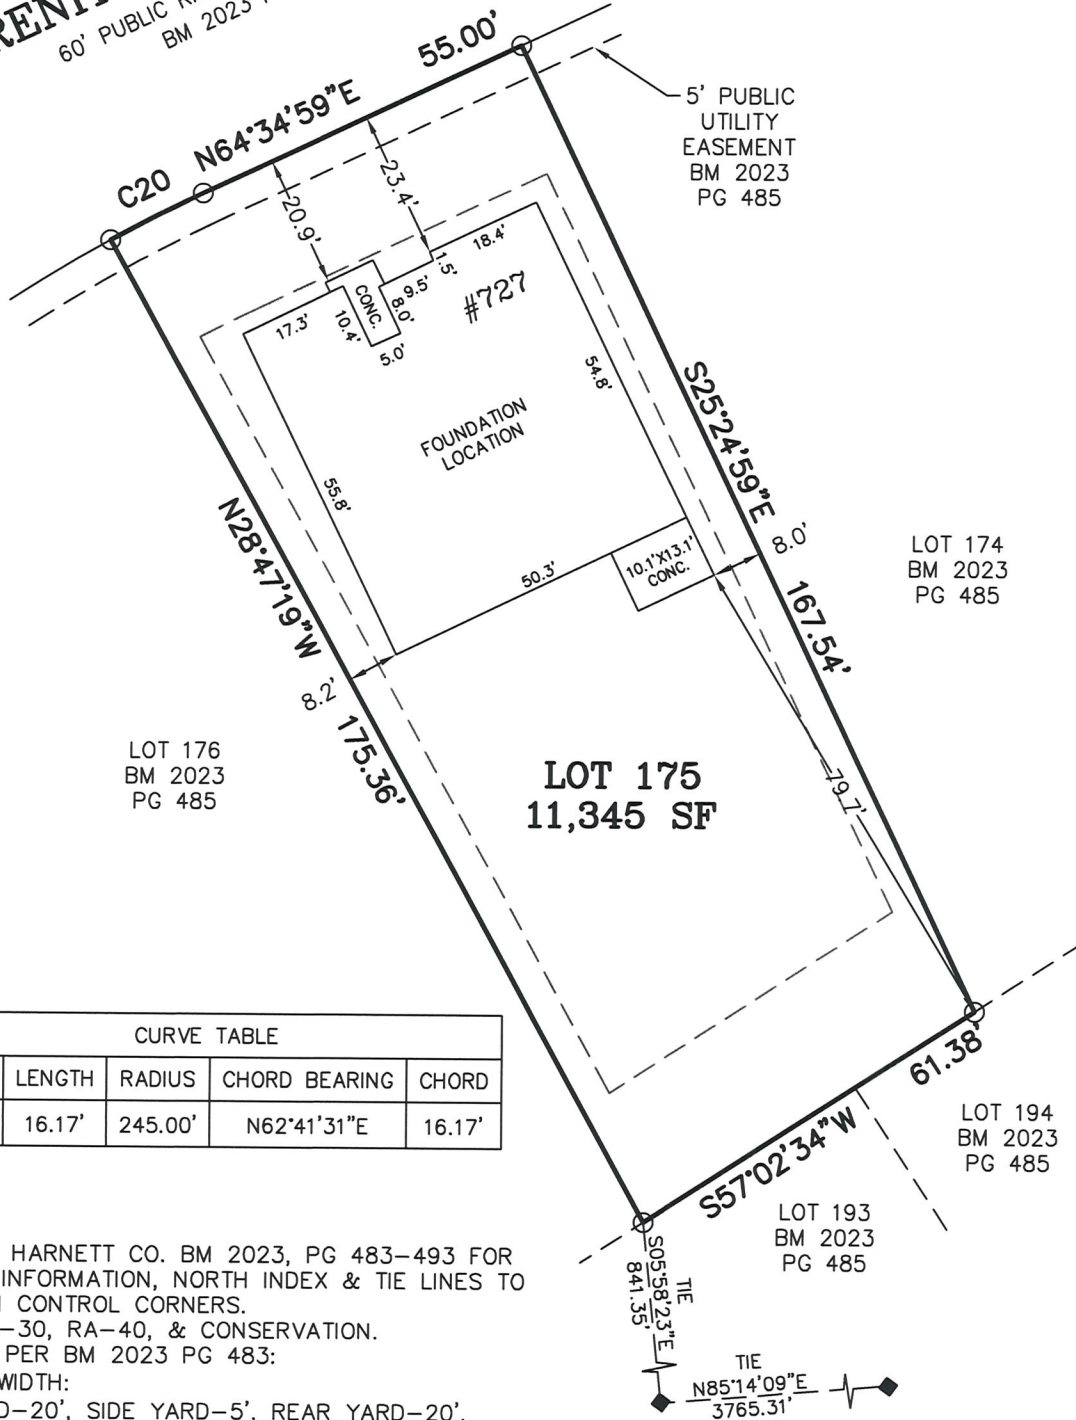 60' PUBLIC
BM 2023
C20
N64°34'59"E
55.00'
5' PUBLIC
UTILITY
EASEMENT
BM 2023
PG 485
20.9'
23.4'
18.4'
1.5'
9.5'
#727
CONC.
8.0'
10.4'
17.3'
5.0'
54.8'
FOUNDATION
LOCATION
55.8'
S25°24'59"E
167.54'
8.0'
10.1'X13.1'
CONC.
50.3'
LOT 174
BM 2023
PG 485
N28°47'19"W
175.36'
8.2'
LOT 176
BM 2023
PG 485
LOT 175
11,345 SF
79.7'
CURVE TABLE
LENGTH RADIUS CHORD BEARING CHORD
16.17' 245.00' N62°41'31"E 16.17'
S57°02'34"W
61.38'
LOT 194
BM 2023
PG 485
LOT 193
BM 2023
PG 485
TIE
S05°58'23"E
841.35'
TIE
N85°14'09"E
3765.31'
HARNETT CO. BM 2023, PG 483-493 FOR
INFORMATION, NORTH INDEX & TIE LINES TO
CONTROL CORNERS.
-30, RA-40, & CONSERVATION.
PER BM 2023 PG 483:
WIDTH:
D-20', SIDE YARD-5', REAR YARD-20',